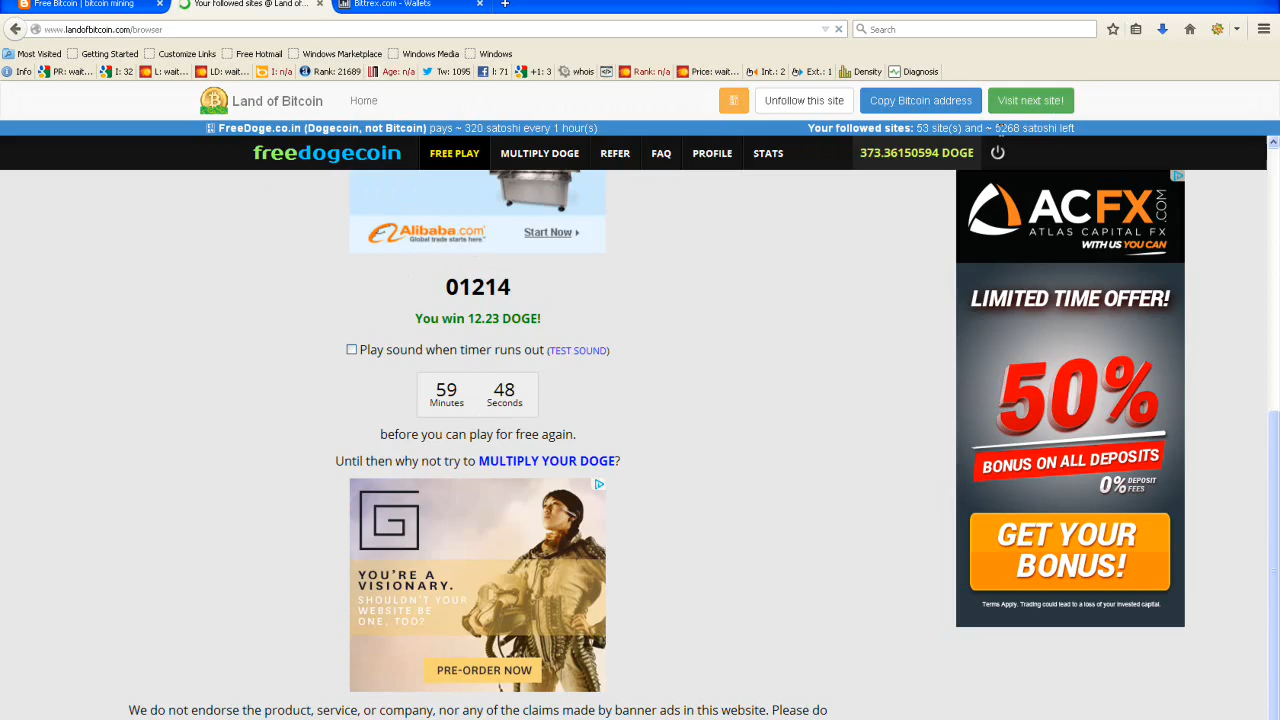 Free Bitcoin | bitcoin mining
Your followed sites @ Land o...
Bittrex.com - Wallets
www.landofbitcoin.com/browser
Search
Most Visited Getting Started Customize Links Free Hotmail Windows Marketplace Windows Media Windows
Info PR: wait... I: 32 L: wait... LD: wait... I: n/a Rank: 21689 Age: n/a Tw: 1095 I: 71 +1: 3 whois Rank: n/a Price: wait... Int.: 2 Ext.: 1 Density Diagnosis
Land of Bitcoin Home Unfollow this site Copy Bitcoin address Visit next site!
FreeDoge.co.in (Dogecoin, not Bitcoin) pays ~ 320 satoshi every 1 hour(s)
Your followed sites: 53 site(s) and ~ 5268 satoshi left
freedogecoin FREE PLAY MULTIPLY DOGE REFER FAQ PROFILE STATS 373.36150594 DOGE
Alibaba.com
Global trade starts here.
Start Now
01214
You win 12.23 DOGE!
Play sound when timer runs out (TEST SOUND)
59 48
Minutes Seconds
before you can play for free again.
Until then why not try to MULTIPLY YOUR DOGE?
YOU'RE A
VISIONARY.
SHOULDN'T YOUR
WEBSITE BE
ONE, TOO?
PRE-ORDER NOW
ACFX.COM
ATLAS CAPITAL FX
WITH US YOU CAN
LIMITED TIME OFFER!
50%
BONUS ON ALL DEPOSITS
0% DEPOSIT FEES
GET YOUR
BONUS!
Terms Apply. Trading could lead to a loss of your invested capital.
We do not endorse the product, service, or company, nor any of the claims made by banner ads in this website. Please do